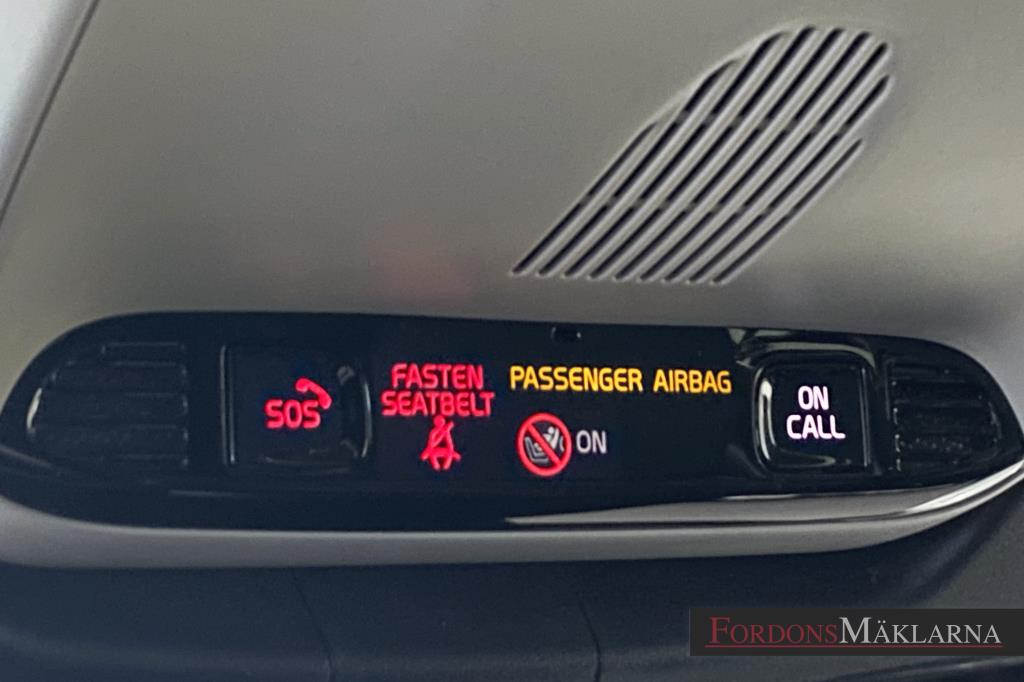 SOS
FASTEN
SEATBELT
PASSENGER AIRBAG
ON
ON
CALL
FORDONSMÄKLARNA